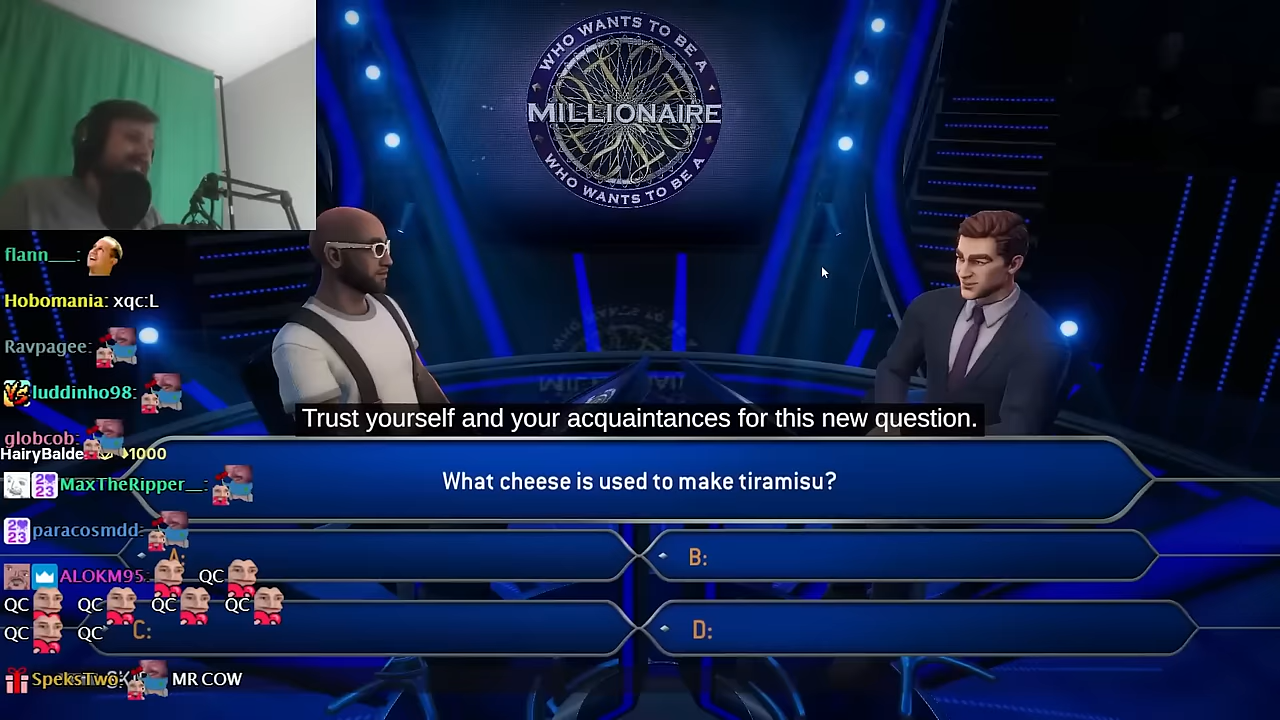 WHO WANTS TO BE A
MILLIONAIRE
WHO WANTS TO BE A
flann___:
Hobomania: xqc:L
Ravpagee:
luddinho98:
globcob:
HairyBalde 1000
MaxTheRipper__:
paracosmdd:
ALOKM95: QC
QC QC QC QC
QC QC
SpeksTwo: MR COW
Trust yourself and your acquaintances for this new question.
What cheese is used to make tiramisu?
A:
B:
C:
D: